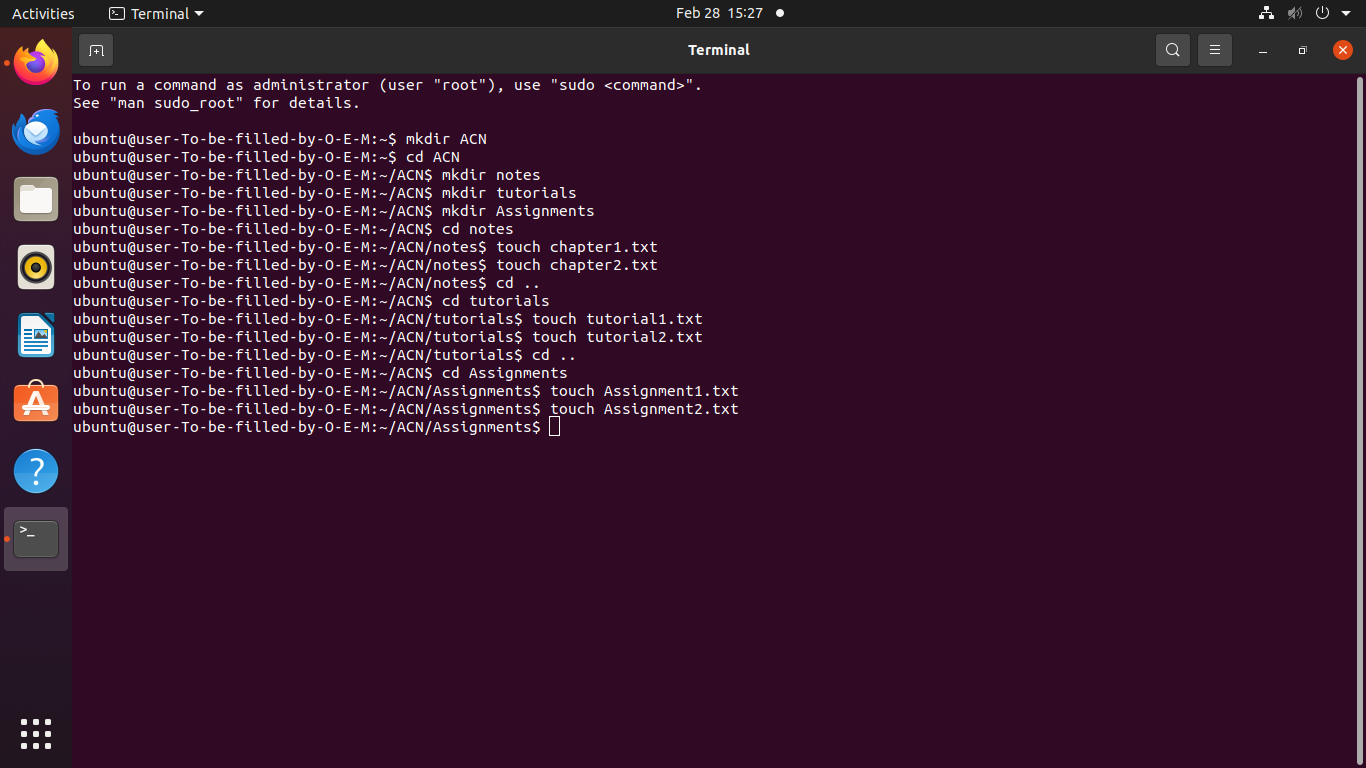 Activities
Terminal
Feb 28 15:27
Terminal
To run a command as administrator (user "root"), use "sudo <command>".
See "man sudo_root" for details.
ubuntu@user-To-be-filled-by-O-E-M:~$ mkdir ACN
ubuntu@user-To-be-filled-by-O-E-M:~$ cd ACN
ubuntu@user-To-be-filled-by-O-E-M:~/ACN$ mkdir notes
ubuntu@user-To-be-filled-by-O-E-M:~/ACN$ mkdir tutorials
ubuntu@user-To-be-filled-by-O-E-M:~/ACN$ mkdir Assignments
ubuntu@user-To-be-filled-by-O-E-M:~/ACN$ cd notes
ubuntu@user-To-be-filled-by-O-E-M:~/ACN/notes$ touch chapter1.txt
ubuntu@user-To-be-filled-by-O-E-M:~/ACN/notes$ touch chapter2.txt
ubuntu@user-To-be-filled-by-O-E-M:~/ACN/notes$ cd ..
ubuntu@user-To-be-filled-by-O-E-M:~/ACN$ cd tutorials
ubuntu@user-To-be-filled-by-O-E-M:~/ACN/tutorials$ touch tutorial1.txt
ubuntu@user-To-be-filled-by-O-E-M:~/ACN/tutorials$ touch tutorial2.txt
ubuntu@user-To-be-filled-by-O-E-M:~/ACN/tutorials$ cd ..
ubuntu@user-To-be-filled-by-O-E-M:~/ACN$ cd Assignments
ubuntu@user-To-be-filled-by-O-E-M:~/ACN/Assignments$ touch Assignment1.txt
ubuntu@user-To-be-filled-by-O-E-M:~/ACN/Assignments$ touch Assignment2.txt
ubuntu@user-To-be-filled-by-O-E-M:~/ACN/Assignments$